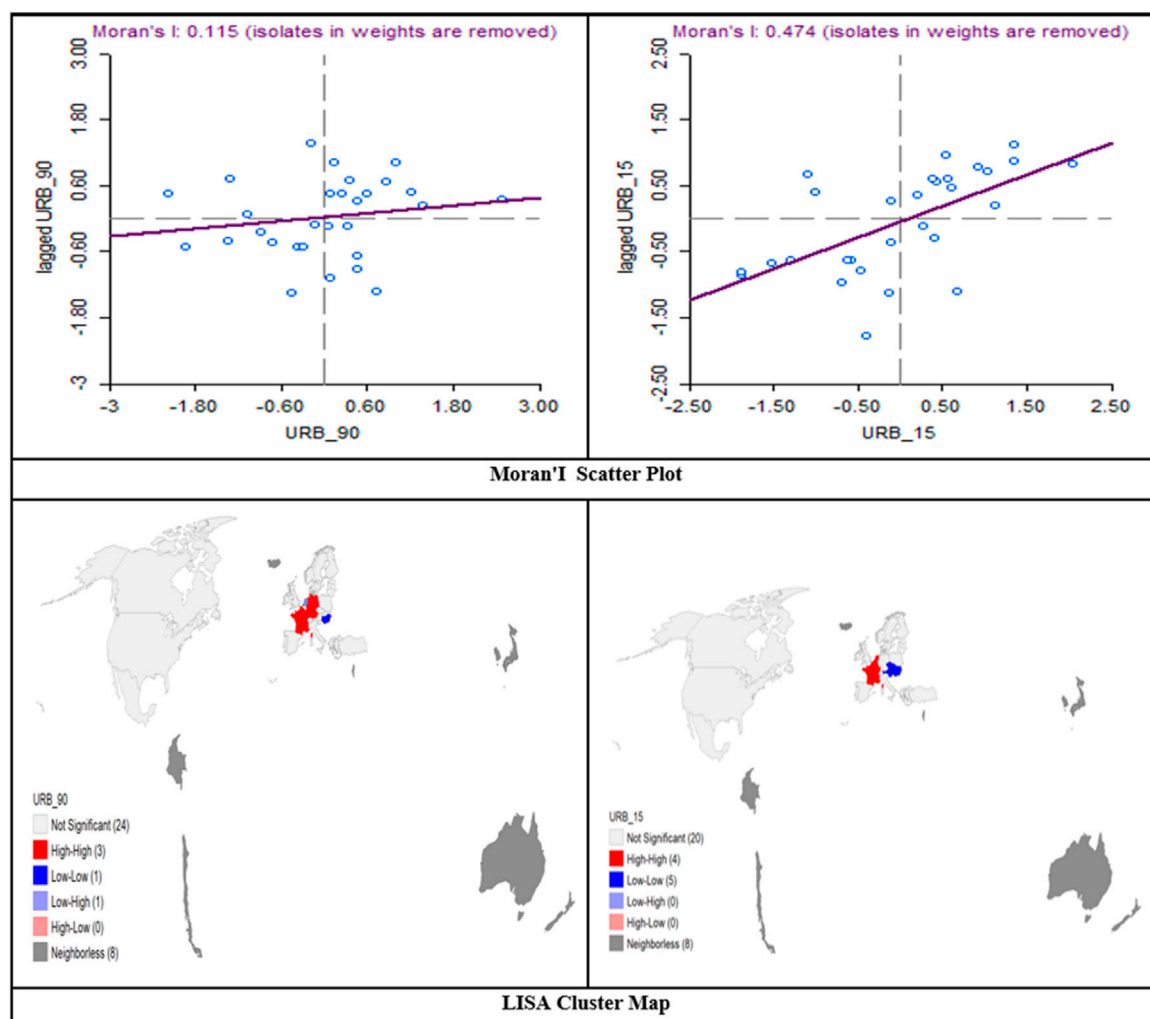 Moran's I: 0.115 (isolates in weights are removed)
3.00
1.80
0.60
-0.60
-1.80
-3
lagged URB_90
-3 -1.80 -0.60 0.60 1.80 3.00
URB_90
Moran's I: 0.474 (isolates in weights are removed)
2.50
1.50
0.50
-0.50
-1.50
-2.50
lagged URB_15
-2.50 -1.50 -0.50 0.50 1.50 2.50
URB_15
Moran'I Scatter Plot
URB_90
Not Significant (24)
High-High (3)
Low-Low (1)
Low-High (1)
High-Low (0)
Neighborless (8)
URB_15
Not Significant (20)
High-High (4)
Low-Low (5)
Low-High (0)
High-Low (0)
Neighborless (8)
LISA Cluster Map